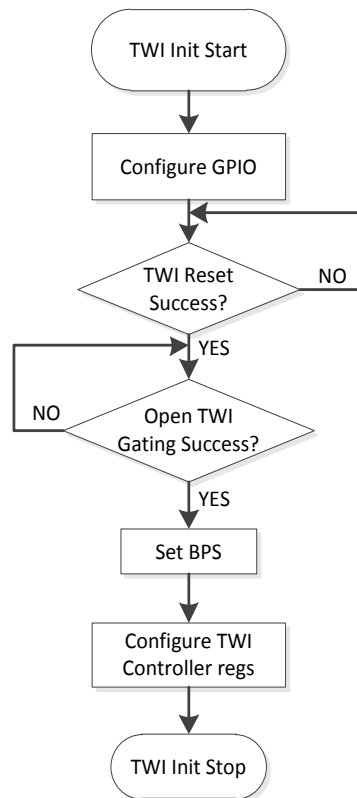 TWI Init Start
Configure GPIO
TWI Reset
Success?
NO
YES
NO
Open TWI
Gating Success?
YES
Set BPS
Configure TWI
Controller regs
TWI Init Stop